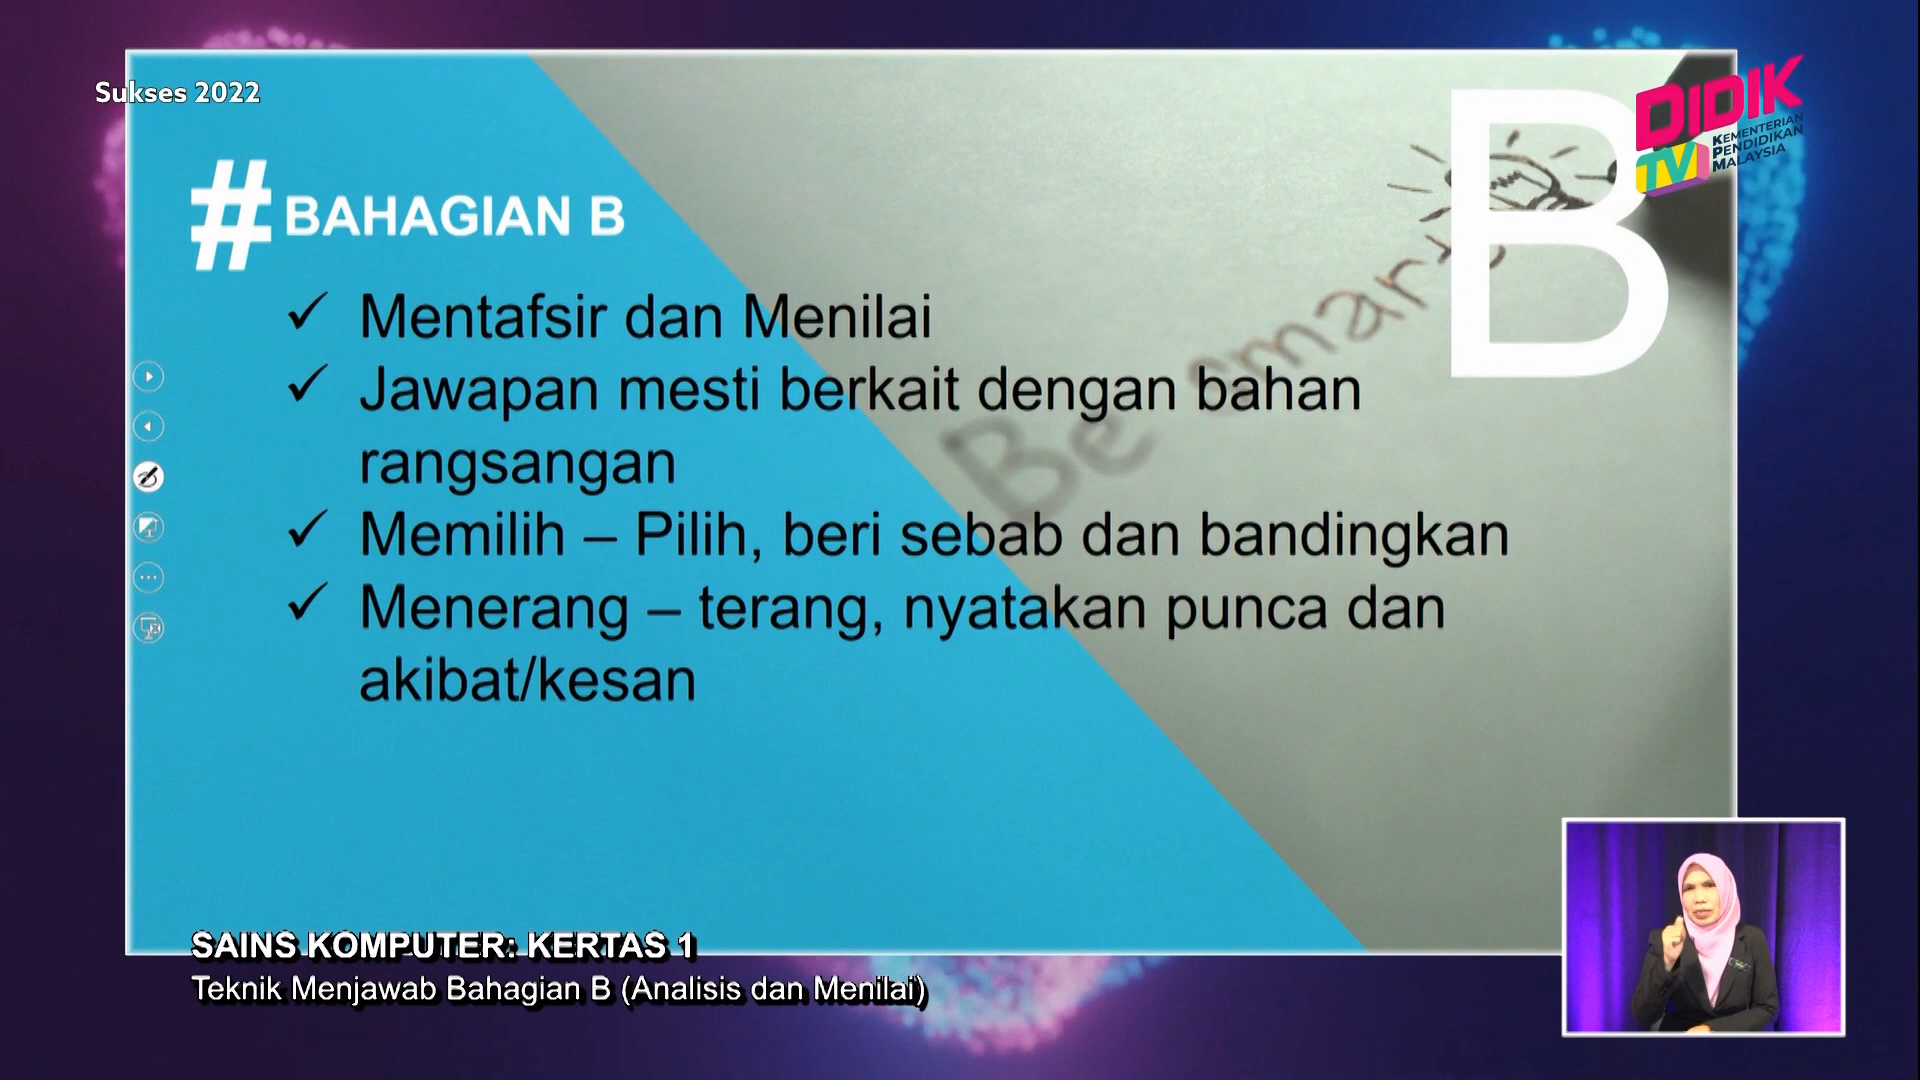 Sukses 2022
DIDIK
TV
KEMENTERIAN
PENDIDIKAN
MALAYSIA
B
# BAHAGIAN B
✓ Mentafsir dan Menilai
✓ Jawapan mesti berkait dengan bahan
rangsangan
✓ Memilih – Pilih, beri sebab dan bandingkan
✓ Menerang – terang, nyatakan punca dan
akibat/kesan
Be smart
SAINS KOMPUTER: KERTAS 1
Teknik Menjawab Bahagian B (Analisis dan Menilai)